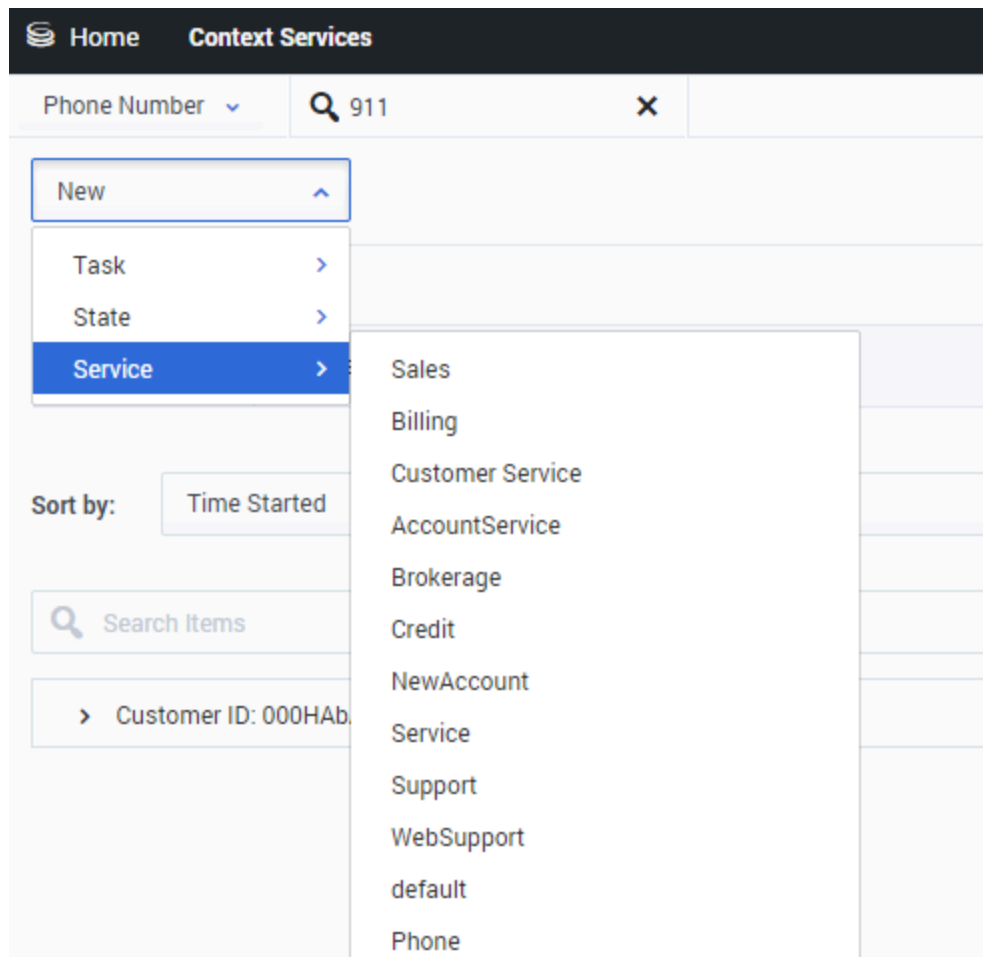 Home Context Services
Phone Number 911
New
Task
State
Service
Sales
Billing
Customer Service
AccountService
Brokerage
Credit
NewAccount
Service
Support
WebSupport
default
Phone
Sort by: Time Started
Search Items
Customer ID: 000HAb